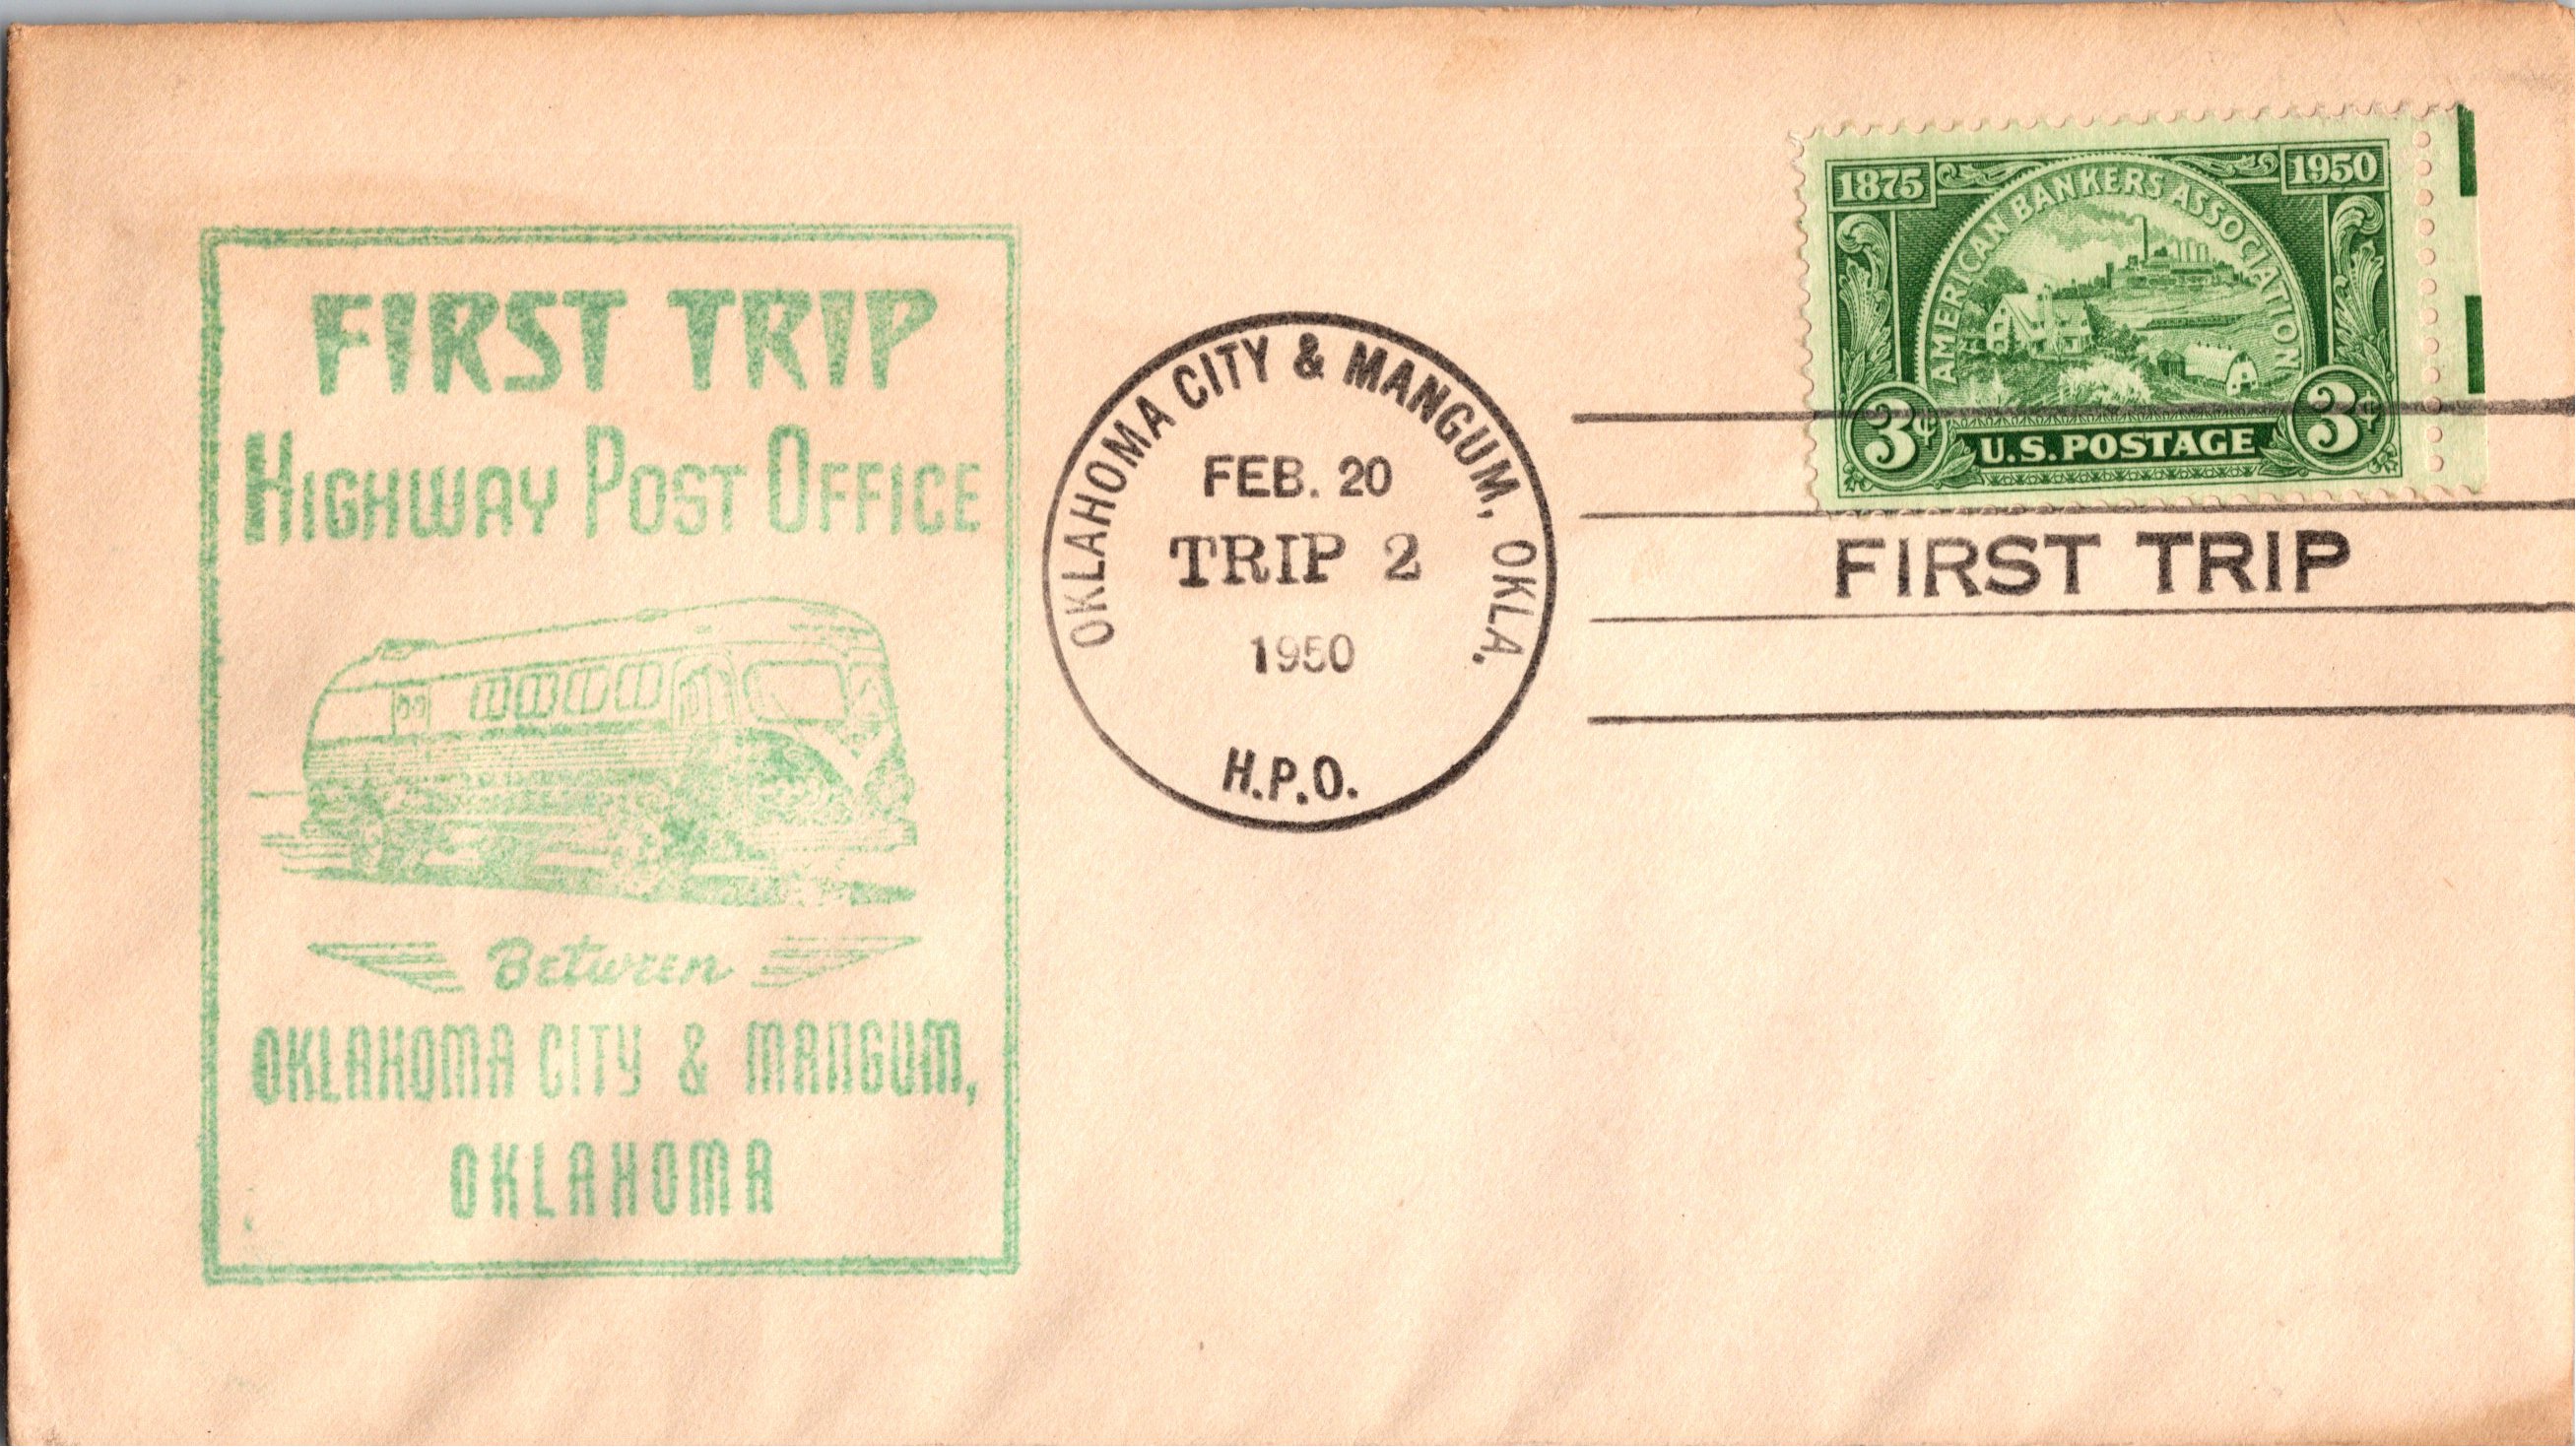 FIRST TRIP
HIGHWAY POST OFFICE
Between
OKLAHOMA CITY & MANGUM,
OKLAHOMA
OKLAHOMA CITY & MANGUM, OKLA.
FEB. 20
TRIP 2
1950
H.P.O.
1875
1950
AMERICAN BANKERS ASSOCIATION
3¢
U.S. POSTAGE
3¢
FIRST TRIP